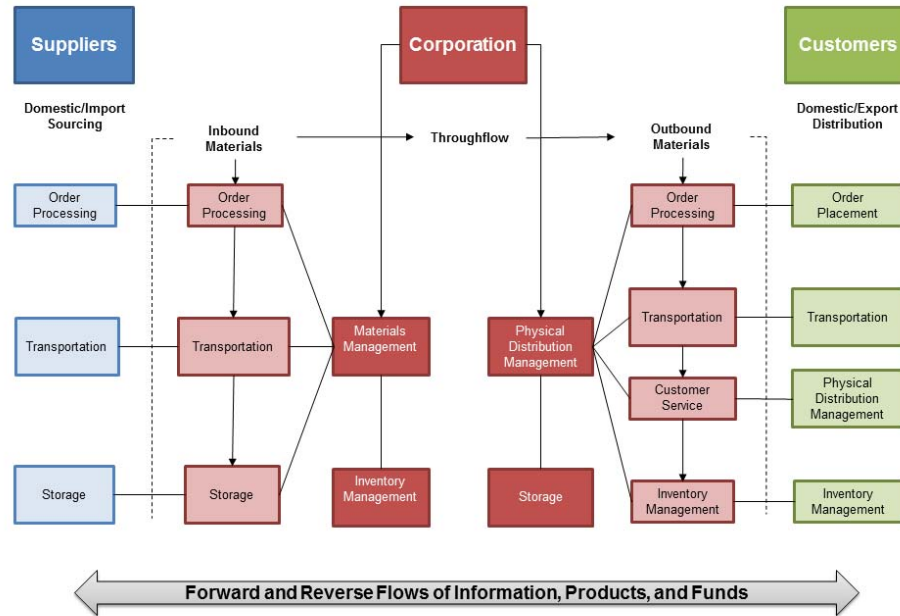 Suppliers
Corporation
Customers
Domestic/Import
Sourcing
Domestic/Export
Distribution
Inbound
Materials
Throughflow
Outbound
Materials
Order
Processing
Order
Processing
Order
Processing
Order
Placement
Transportation
Transportation
Materials
Management
Physical
Distribution
Management
Transportation
Transportation
Customer
Service
Physical
Distribution
Management
Storage
Storage
Inventory
Management
Storage
Inventory
Management
Inventory
Management
Forward and Reverse Flows of Information, Products, and Funds